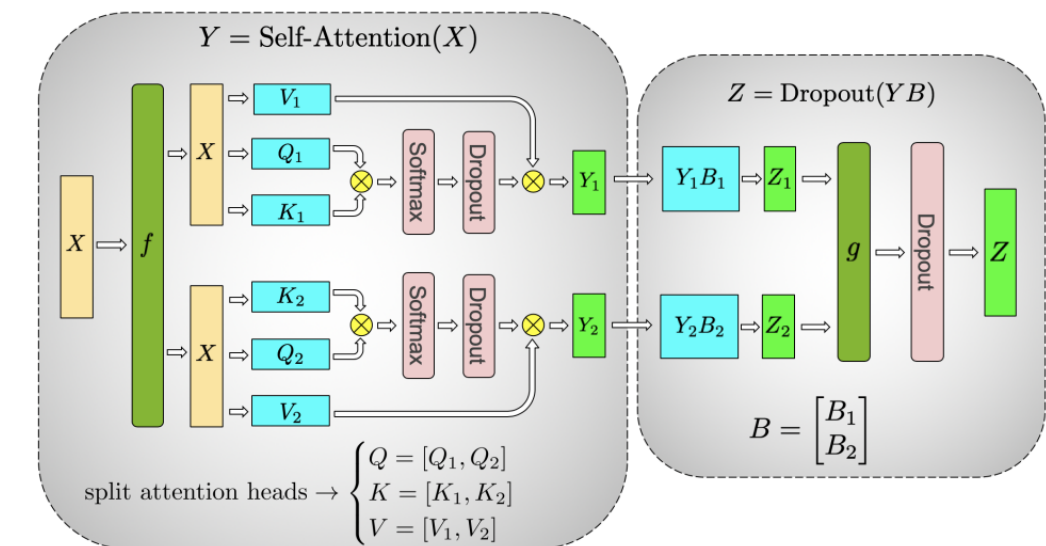 Y = Self-Attention(X)
X
f
X
V₁
Q₁
K₁
Softmax
Dropout
Y₁
X
K₂
Q₂
V₂
Softmax
Dropout
Y₂
split attention heads → { Q = [Q₁, Q₂]
K = [K₁, K₂]
V = [V₁, V₂]
Z = Dropout(YB)
Y₁B₁
Z₁
Y₂B₂
Z₂
g
Dropout
Z
B = [B₁
B₂]